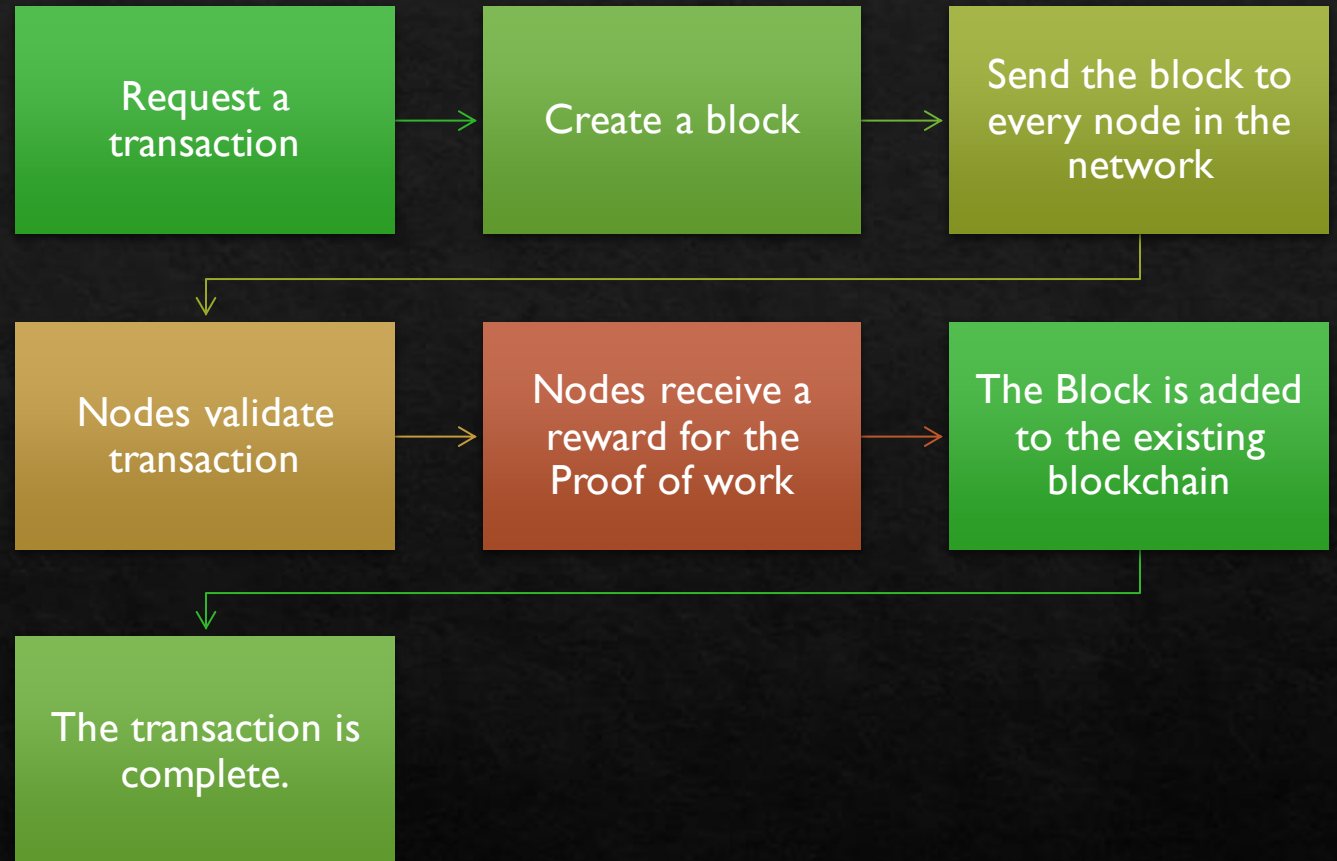 Request a
transaction
Create a block
Send the block to
every node in the
network
Nodes validate
transaction
Nodes receive a
reward for the
Proof of work
The Block is added
to the existing
blockchain
The transaction is
complete.